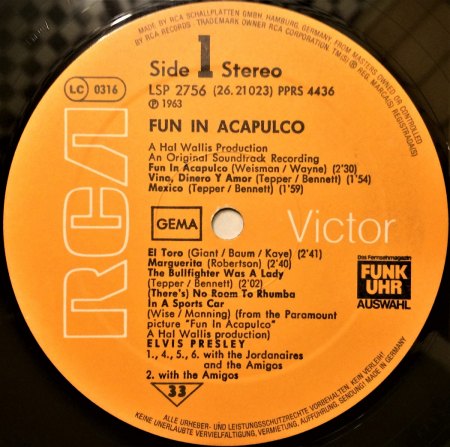 MADE BY RCA SCHALLPLATTEN GMBH, HAMBURG, GERMANY, FROM MASTERS OWNED OR CONTROLLED
BY RCA RECORDS · TRADEMARK OWNER RCA CORPORATION · TM(S) ® REG. MARCA(S) REGISTRADA(S)
Side 1 Stereo
LC 0316
LSP 2756 (26.21023) PPRS 4436
℗ 1963
FUN IN ACAPULCO
A Hal Wallis Production
An Original Soundtrack Recording
Fun In Acapulco (Weisman / Wayne) (2'30)
Vino, Dinero Y Amor (Tepper / Bennett) (1'54)
Mexico (Tepper / Bennett) (1'59)
RCA
GEMA
Victor
El Toro (Giant / Baum / Kaye) (2'41)
Marguerita (Robertson) (2'40)
The Bullfighter Was A Lady
(Tepper / Bennett) (2'02)
(There's) No Room To Rhumba
In A Sports Car
(Wise / Manning) (from the Paramount
picture "Fun In Acapulco"
A Hal Wallis production)
ELVIS PRESLEY
1., 4., 5., 6. with the Jordanaires
and the Amigos
2. with the Amigos
Das Fernsehmagazin
FUNK
UHR
AUSWAHL
33
ALLE URHEBER- UND LEISTUNGSSCHUTZRECHTE VORBEHALTEN, KEIN VERLEIH!
KEINE UNERLAUBTE VERVIELFÄLTIGUNG, VERMIETUNG, AUFFÜHRUNG, SENDUNG! MADE IN GERMANY